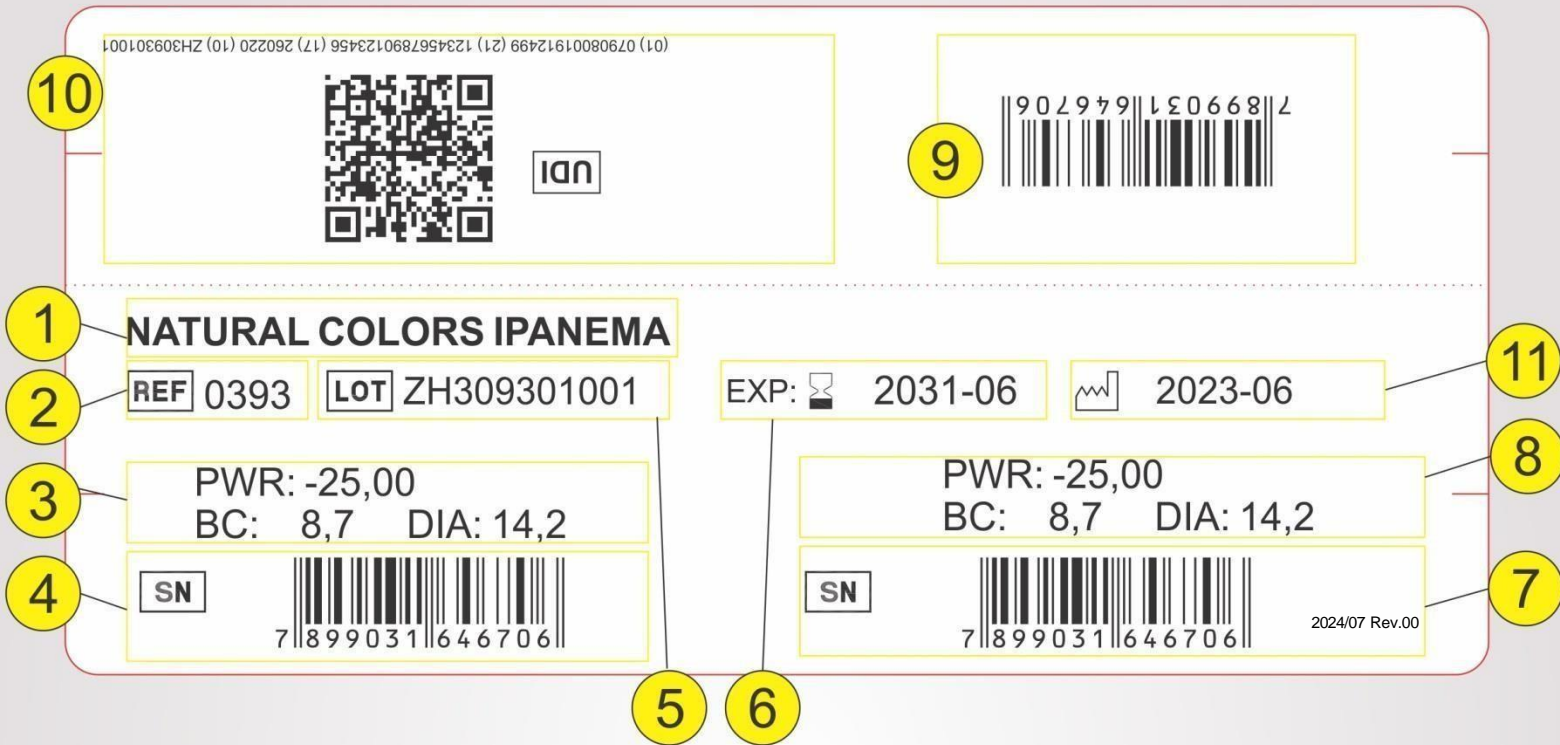 (01) 07908001912499 (21) 1234567890123456 (17) 260220 (10) ZH309301001
10
UDI
9
7 899031 646706
1
NATURAL COLORS IPANEMA
2
REF 0393
LOT ZH309301001
EXP: 2031-06
2023-06
11
3
PWR: -25,00
BC: 8,7 DIA: 14,2
PWR: -25,00
BC: 8,7 DIA: 14,2
8
4
SN
7 899031 646706
SN
7 899031 646706
2024/07 Rev.00
7
5
6